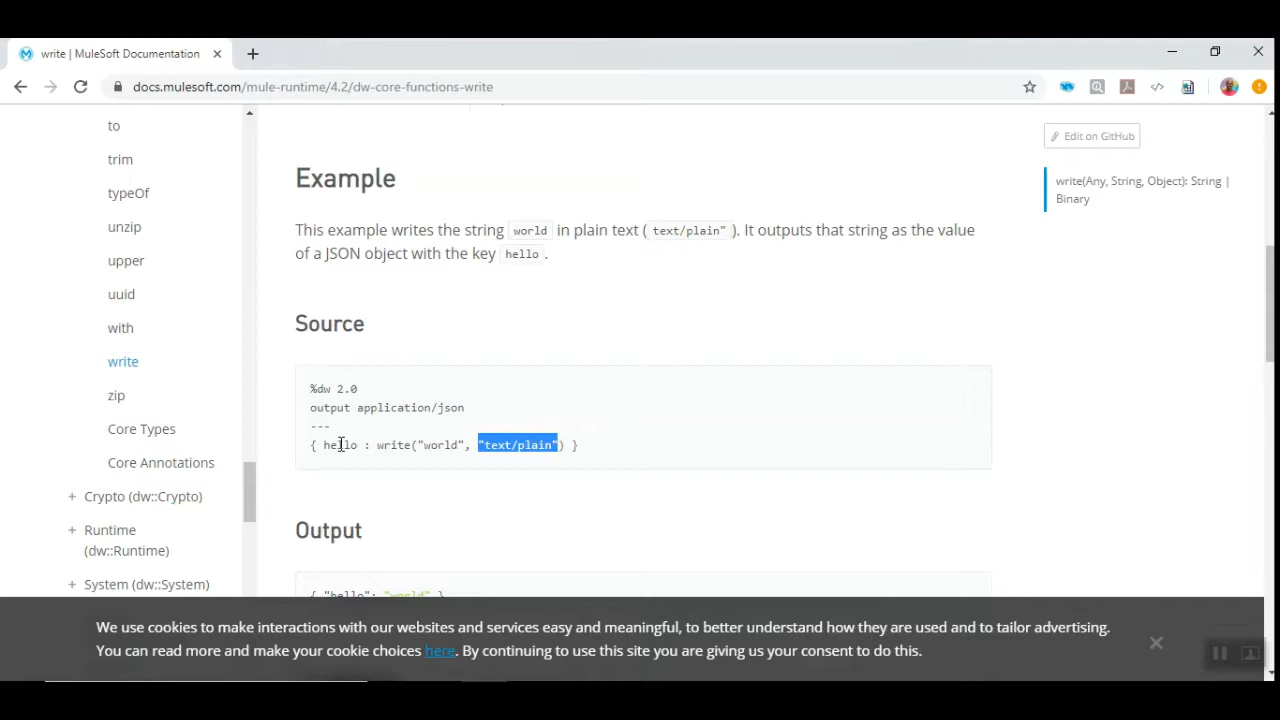 write | MuleSoft Documentation
docs.mulesoft.com/mule-runtime/4.2/dw-core-functions-write
to
trim
typeOf
unzip
upper
uuid
with
write
zip
Core Types
Core Annotations
+ Crypto (dw::Crypto)
+ Runtime
(dw::Runtime)
+ System (dw::System)
Example
This example writes the string world in plain text ( text/plain" ). It outputs that string as the value
of a JSON object with the key hello .
Source
%dw 2.0
output application/json
---
{ hello : write("world", "text/plain") }
Output
{ "hello": "world" }
Edit on GitHub
write(Any, String, Object): String |
Binary
We use cookies to make interactions with our websites and services easy and meaningful, to better understand how they are used and to tailor advertising.
You can read more and make your cookie choices here. By continuing to use this site you are giving us your consent to do this.